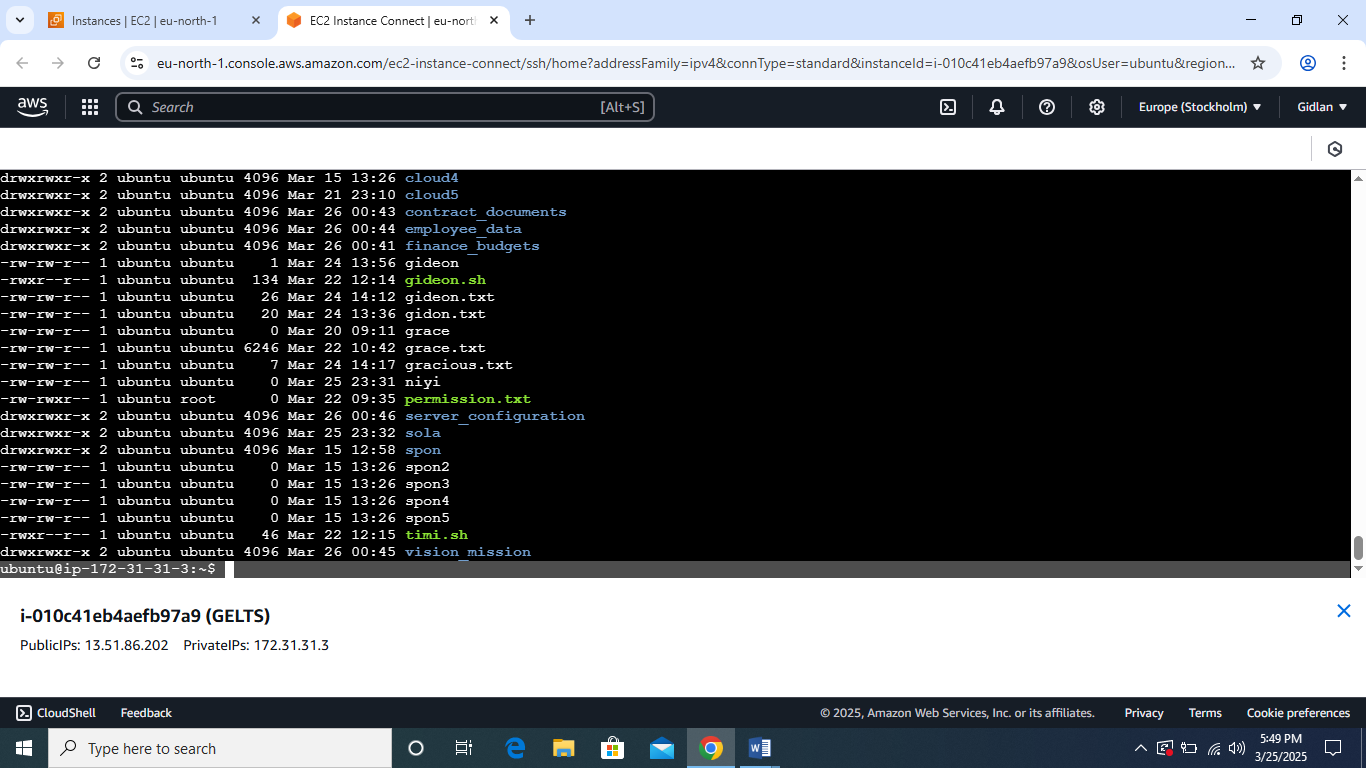 Instances | EC2 | eu-north-1
EC2 Instance Connect | eu-nort
eu-north-1.console.aws.amazon.com/ec2-instance-connect/ssh/home?addressFamily=ipv4&connType=standard&instanceId=i-010c41eb4aefb97a9&osUser=ubuntu&region...
aws
Search
[Alt+S]
Europe (Stockholm)
Gidlan
drwxrwxr-x 2 ubuntu ubuntu 4096 Mar 15 13:26 cloud4
drwxrwxr-x 2 ubuntu ubuntu 4096 Mar 21 23:10 cloud5
drwxrwxr-x 2 ubuntu ubuntu 4096 Mar 26 00:43 contract_documents
drwxrwxr-x 2 ubuntu ubuntu 4096 Mar 26 00:44 employee_data
drwxrwxr-x 2 ubuntu ubuntu 4096 Mar 26 00:41 finance_budgets
-rw-rw-r-- 1 ubuntu ubuntu 1 Mar 24 13:56 gideon
-rwxr--r-- 1 ubuntu ubuntu 134 Mar 22 12:14 gideon.sh
-rw-rw-r-- 1 ubuntu ubuntu 26 Mar 24 14:12 gideon.txt
-rw-rw-r-- 1 ubuntu ubuntu 20 Mar 24 13:36 gidon.txt
-rw-rw-r-- 1 ubuntu ubuntu 0 Mar 20 09:11 grace
-rw-rw-r-- 1 ubuntu ubuntu 6246 Mar 22 10:42 grace.txt
-rw-rw-r-- 1 ubuntu ubuntu 7 Mar 24 14:17 gracious.txt
-rw-rw-r-- 1 ubuntu ubuntu 0 Mar 25 23:31 niyi
-rw-rwxr-- 1 ubuntu root 0 Mar 22 09:35 permission.txt
drwxrwxr-x 2 ubuntu ubuntu 4096 Mar 26 00:46 server_configuration
drwxrwxr-x 2 ubuntu ubuntu 4096 Mar 25 23:32 sola
drwxrwxr-x 2 ubuntu ubuntu 4096 Mar 15 12:58 spon
-rw-rw-r-- 1 ubuntu ubuntu 0 Mar 15 13:26 spon2
-rw-rw-r-- 1 ubuntu ubuntu 0 Mar 15 13:26 spon3
-rw-rw-r-- 1 ubuntu ubuntu 0 Mar 15 13:26 spon4
-rw-rw-r-- 1 ubuntu ubuntu 0 Mar 15 13:26 spon5
-rwxr--r-- 1 ubuntu ubuntu 46 Mar 22 12:15 timi.sh
drwxrwxr-x 2 ubuntu ubuntu 4096 Mar 26 00:45 vision_mission
ubuntu@ip-172-31-31-3:~$
i-010c41eb4aefb97a9 (GELTS)
PublicIPs: 13.51.86.202 PrivateIPs: 172.31.31.3
CloudShell
Feedback
© 2025, Amazon Web Services, Inc. or its affiliates.
Privacy
Terms
Cookie preferences
Type here to search
5:49 PM
3/25/2025